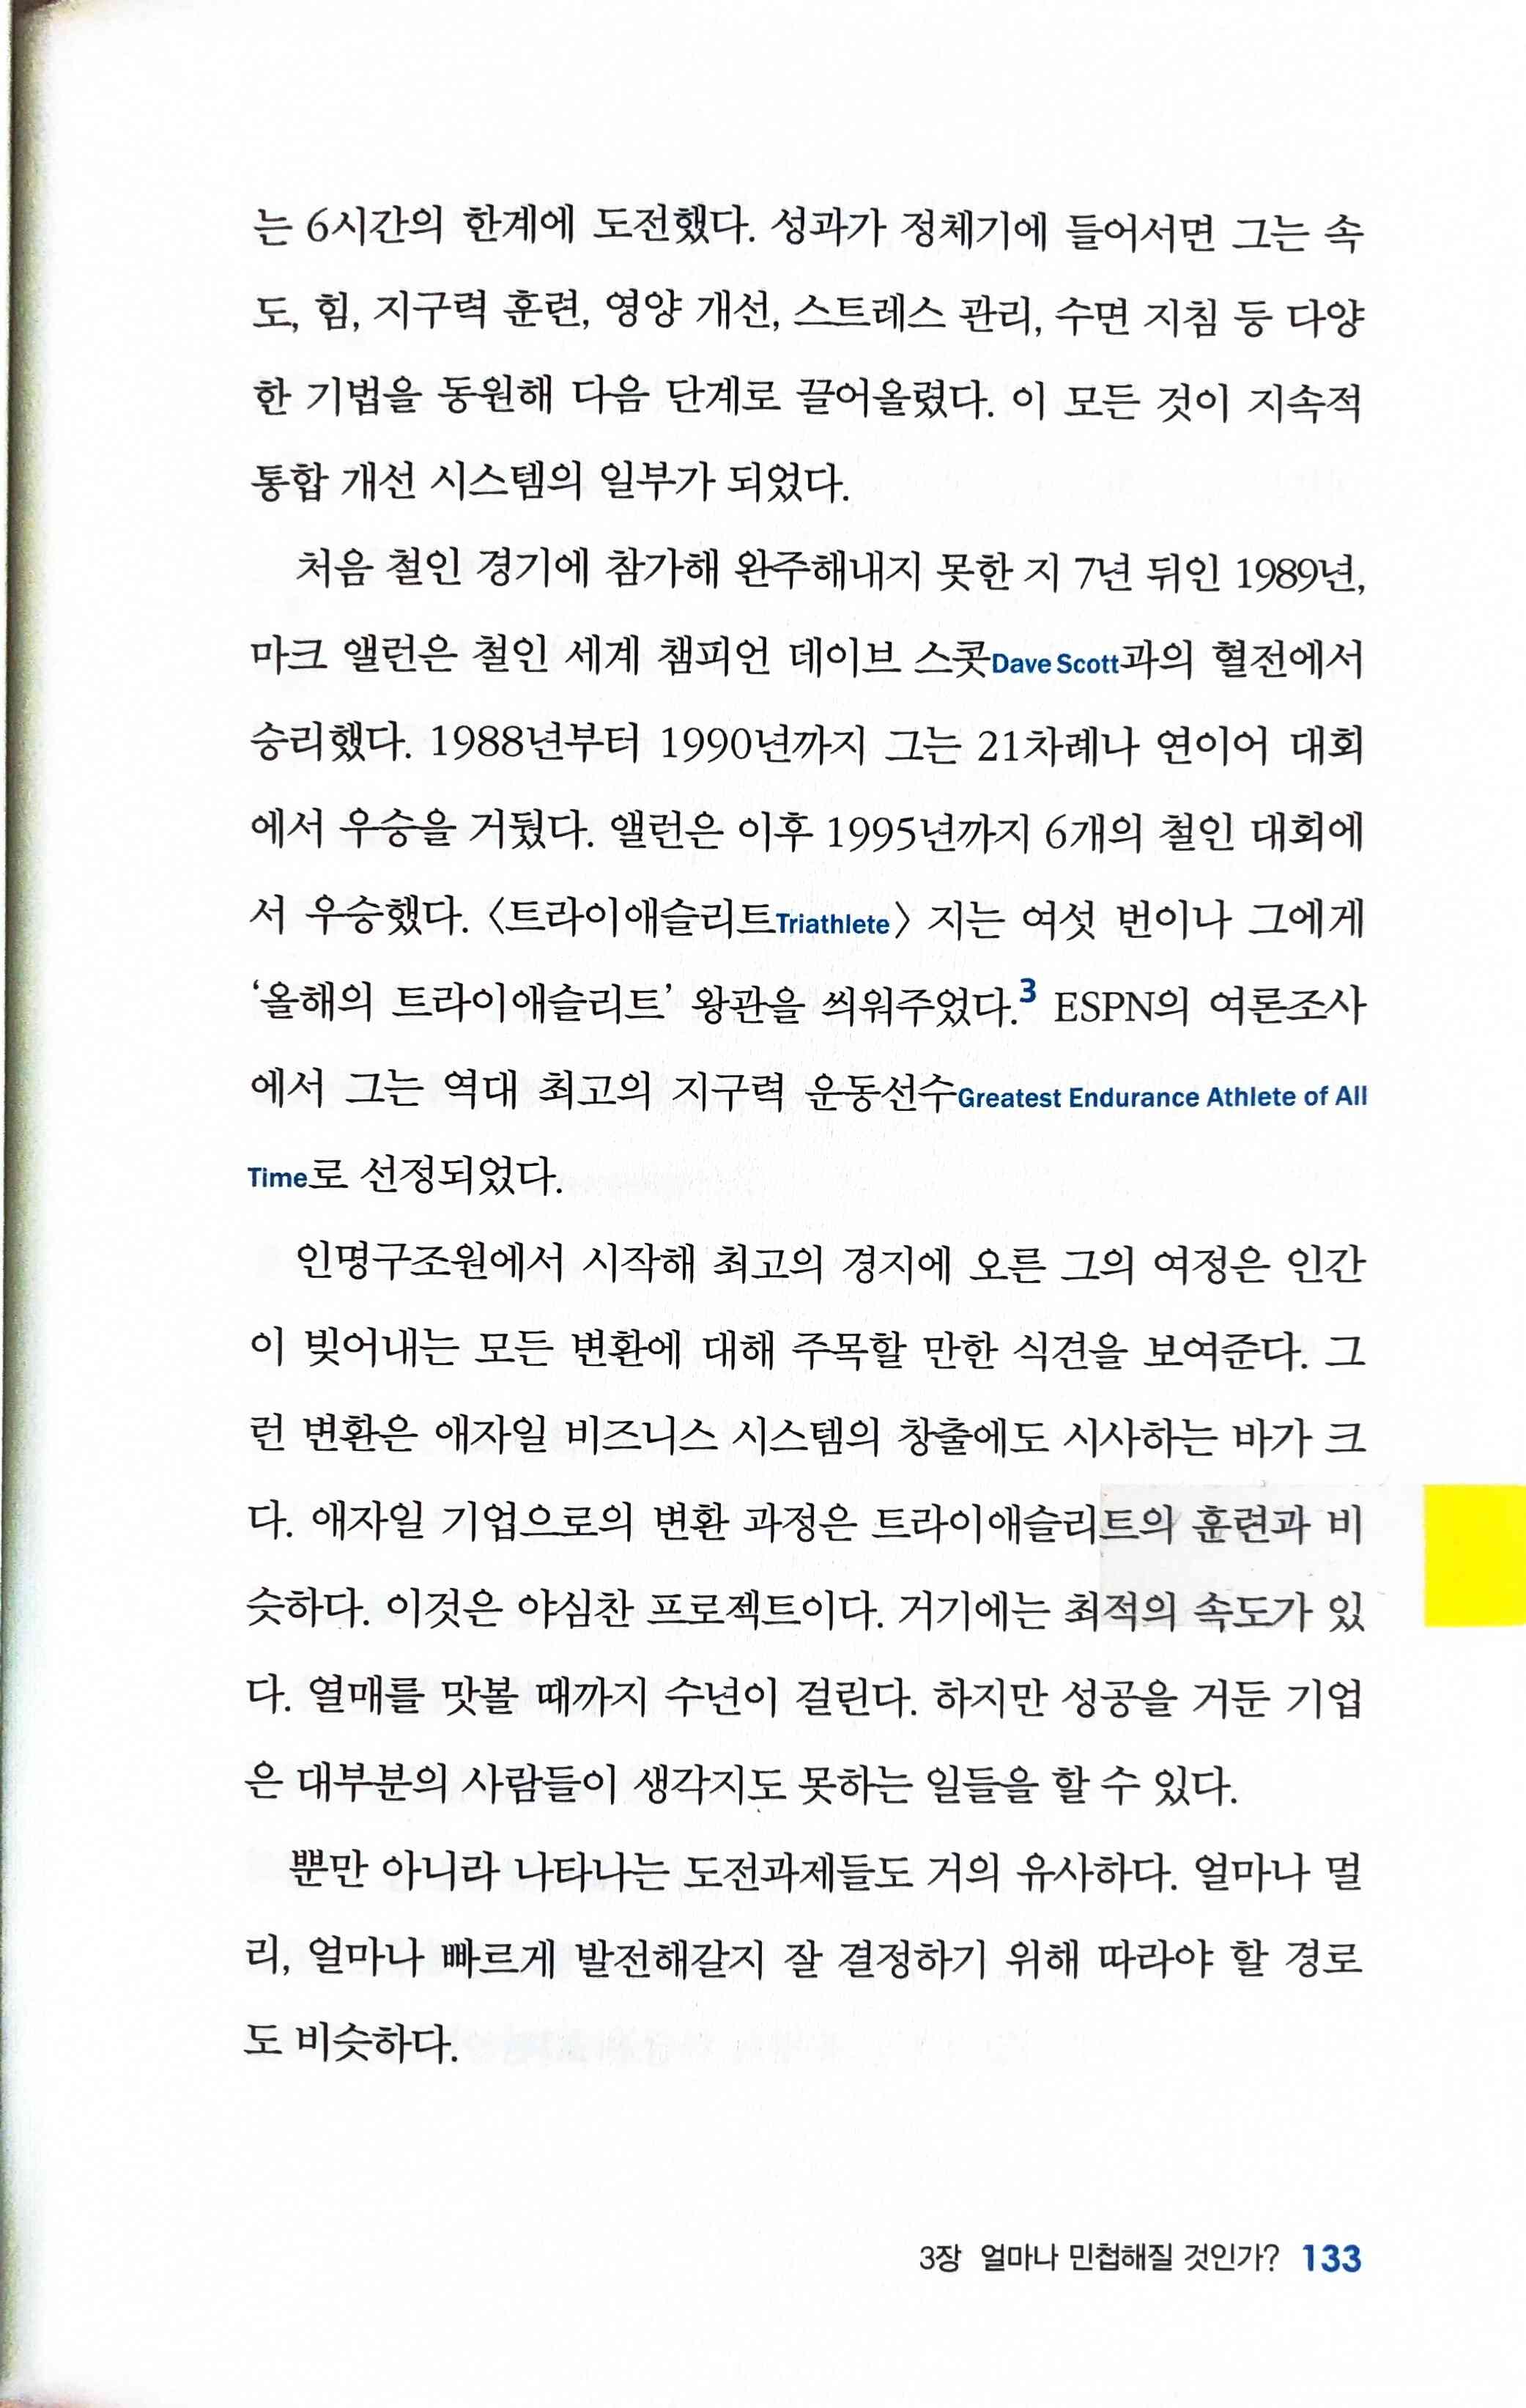 는 6시간의 한계에 도전했다. 성과가 정체기에 들어서면 그는 속
도, 힘, 지구력 훈련, 영양 개선, 스트레스 관리, 수면 지침 등 다양
한 기법을 동원해 다음 단계로 끌어올렸다. 이 모든 것이 지속적
통합 개선 시스템의 일부가 되었다.
처음 철인 경기에 참가해 완주해내지 못한 지 7년 뒤인 1989년,
마크 앨런은 철인 세계 챔피언 데이브 스콧Dave Scott과의 혈전에서
승리했다. 1988년부터 1990년까지 그는 21차례나 연이어 대회
에서 우승을 거뒀다. 앨런은 이후 1995년까지 6개의 철인 대회에
서 우승했다. 〈트라이애슬리트Triathlete〉 지는 여섯 번이나 그에게
‘올해의 트라이애슬리트’ 왕관을 씌워주었다.3 ESPN의 여론조사
에서 그는 역대 최고의 지구력 운동선수Greatest Endurance Athlete of All
Time로 선정되었다.
인명구조원에서 시작해 최고의 경지에 오른 그의 여정은 인간
이 빚어내는 모든 변환에 대해 주목할 만한 식견을 보여준다. 그
런 변환은 애자일 비즈니스 시스템의 창출에도 시사하는 바가 크
다. 애자일 기업으로의 변환 과정은 트라이애슬리트의 훈련과 비
슷하다. 이것은 야심찬 프로젝트이다. 거기에는 최적의 속도가 있
다. 열매를 맛볼 때까지 수년이 걸린다. 하지만 성공을 거둔 기업
은 대부분의 사람들이 생각지도 못하는 일들을 할 수 있다.
뿐만 아니라 나타나는 도전과제들도 거의 유사하다. 얼마나 멀
리, 얼마나 빠르게 발전해갈지 잘 결정하기 위해 따라야 할 경로
도 비슷하다.
3장 얼마나 민첩해질 것인가? 133